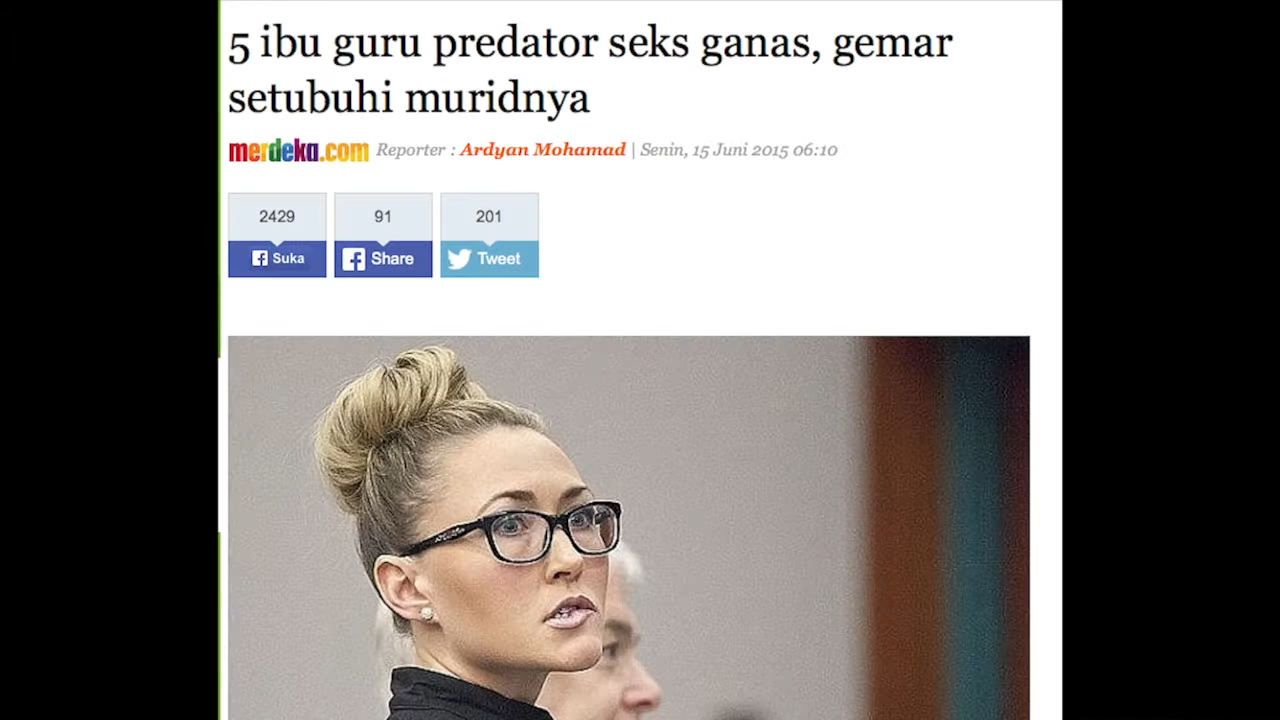 5 ibu guru predator seks ganas, gemar
setubuhi muridnya
merdeka.com Reporter : Ardyan Mohamad | Senin, 15 Juni 2015 06:10
2429 91 201
Suka Share Tweet